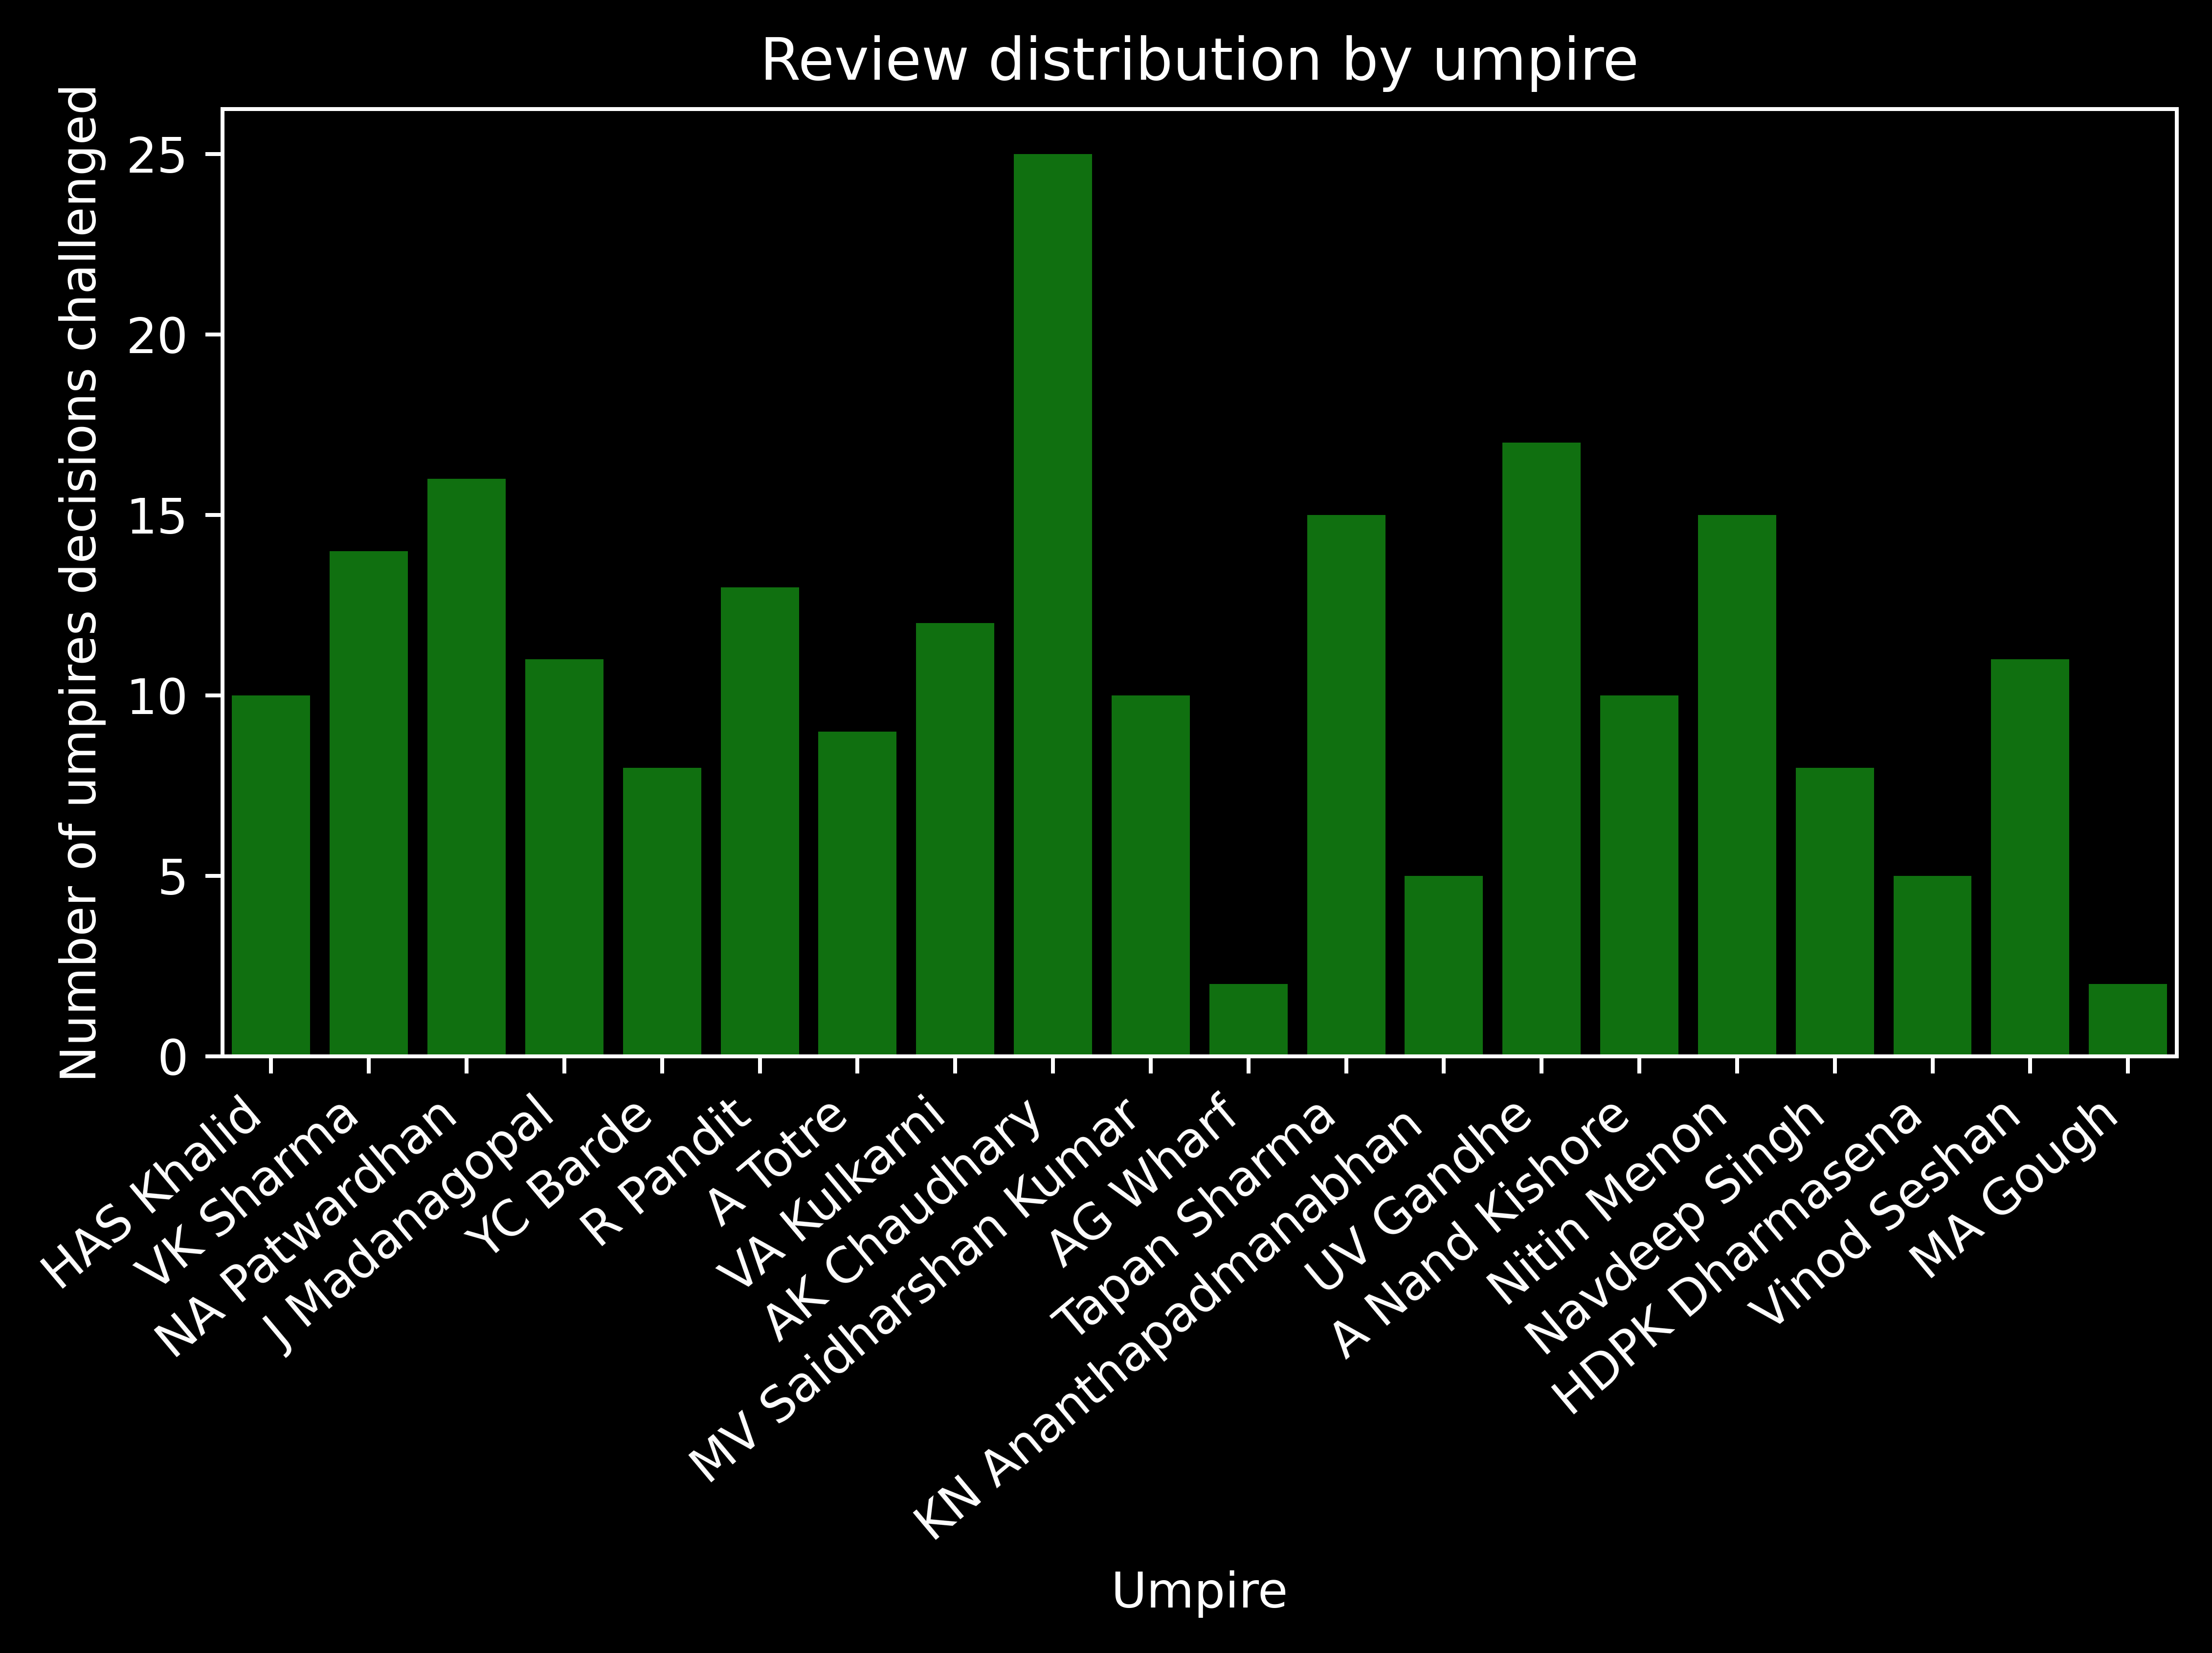 Review distribution by umpire
Number of umpires decisions challenged
25
20
15
10
5
0
HAS Khalid
VK Sharma
NA Patwardhan
J Madanagopal
YC Barde
R Pandit
A Totre
VA Kulkarni
AK Chaudhary
MV Saidharshan Kumar
AG Wharf
Tapan Sharma
KN Ananthapadmanabhan
UV Gandhe
A Nand Kishore
Nitin Menon
Navdeep Singh
HDPK Dharmasena
Vinod Seshan
MA Gough
Umpire